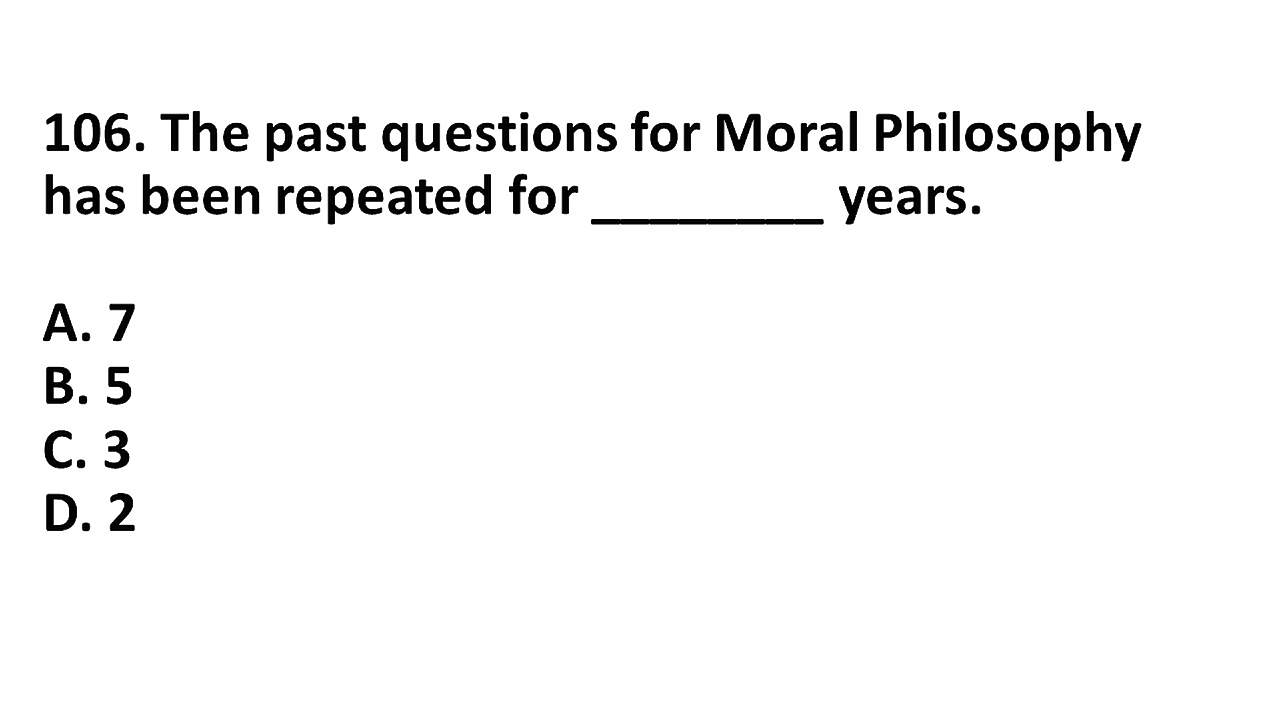 106. The past questions for Moral Philosophy
has been repeated for ________ years.
A. 7
B. 5
C. 3
D. 2